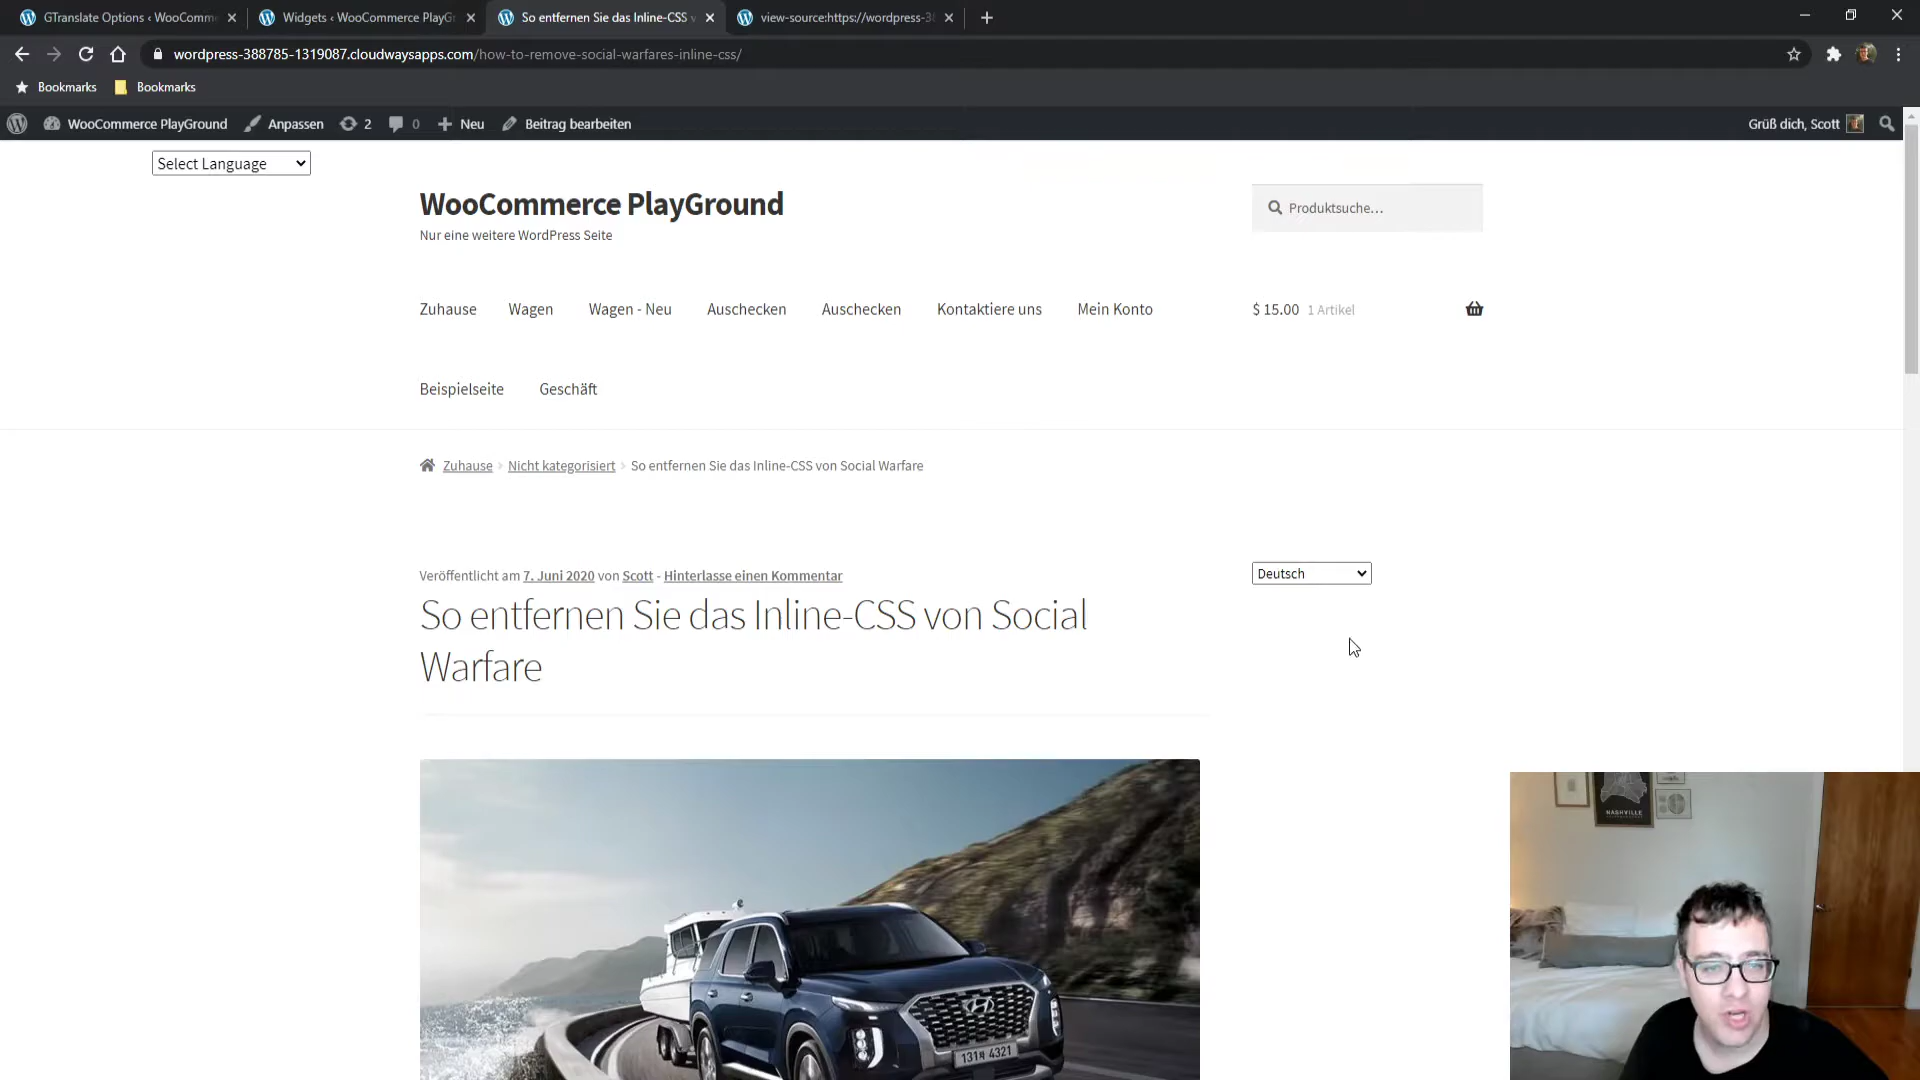 GTranslate Options ‹ WooComm
Widgets ‹ WooCommerce PlayG
So entfernen Sie das Inline-CSS v
view-source:https://wordpress-38
wordpress-388785-1319087.cloudwaysapps.com/how-to-remove-social-warfares-inline-css/
Bookmarks
Bookmarks
WooCommerce PlayGround
Anpassen
2
0
Neu
Beitrag bearbeiten
Grüß dich, Scott
Select Language
WooCommerce PlayGround
Nur eine weitere WordPress Seite
Produktsuche…
Zuhause
Wagen
Wagen - Neu
Auschecken
Auschecken
Kontaktiere uns
Mein Konto
$ 15.00 1 Artikel
Beispielseite
Geschäft
Zuhause › Nicht kategorisiert › So entfernen Sie das Inline-CSS von Social Warfare
Veröffentlicht am 7. Juni 2020 von Scott - Hinterlasse einen Kommentar
Deutsch
So entfernen Sie das Inline-CSS von Social
Warfare
NASHVILLE